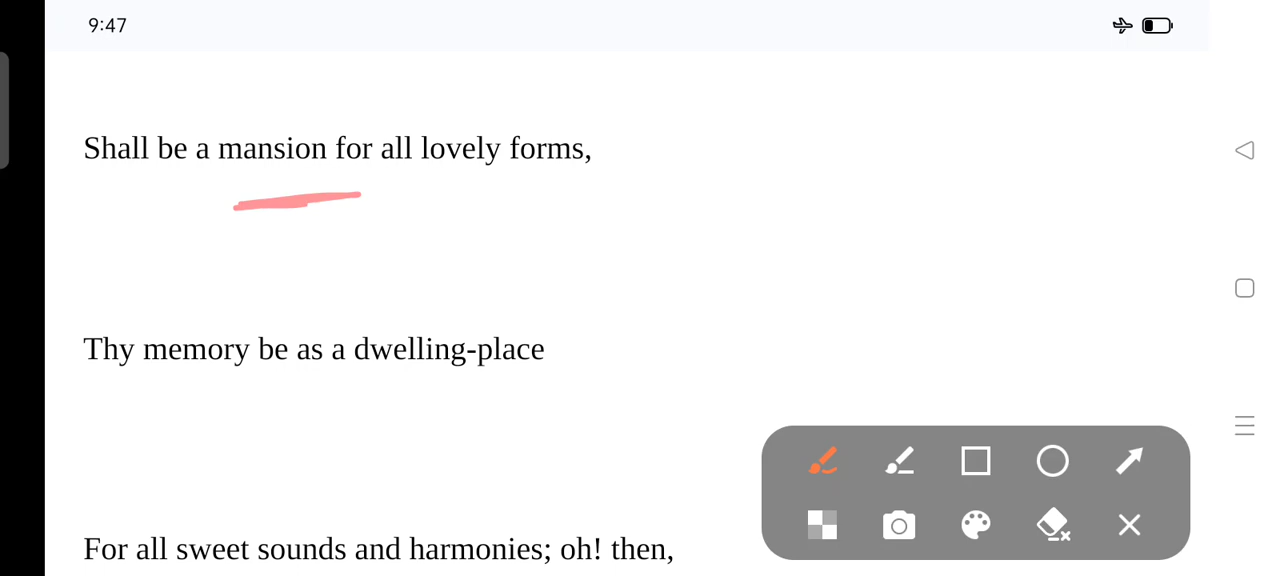 9:47
Shall be a mansion for all lovely forms,
Thy memory be as a dwelling-place
For all sweet sounds and harmonies; oh! then,